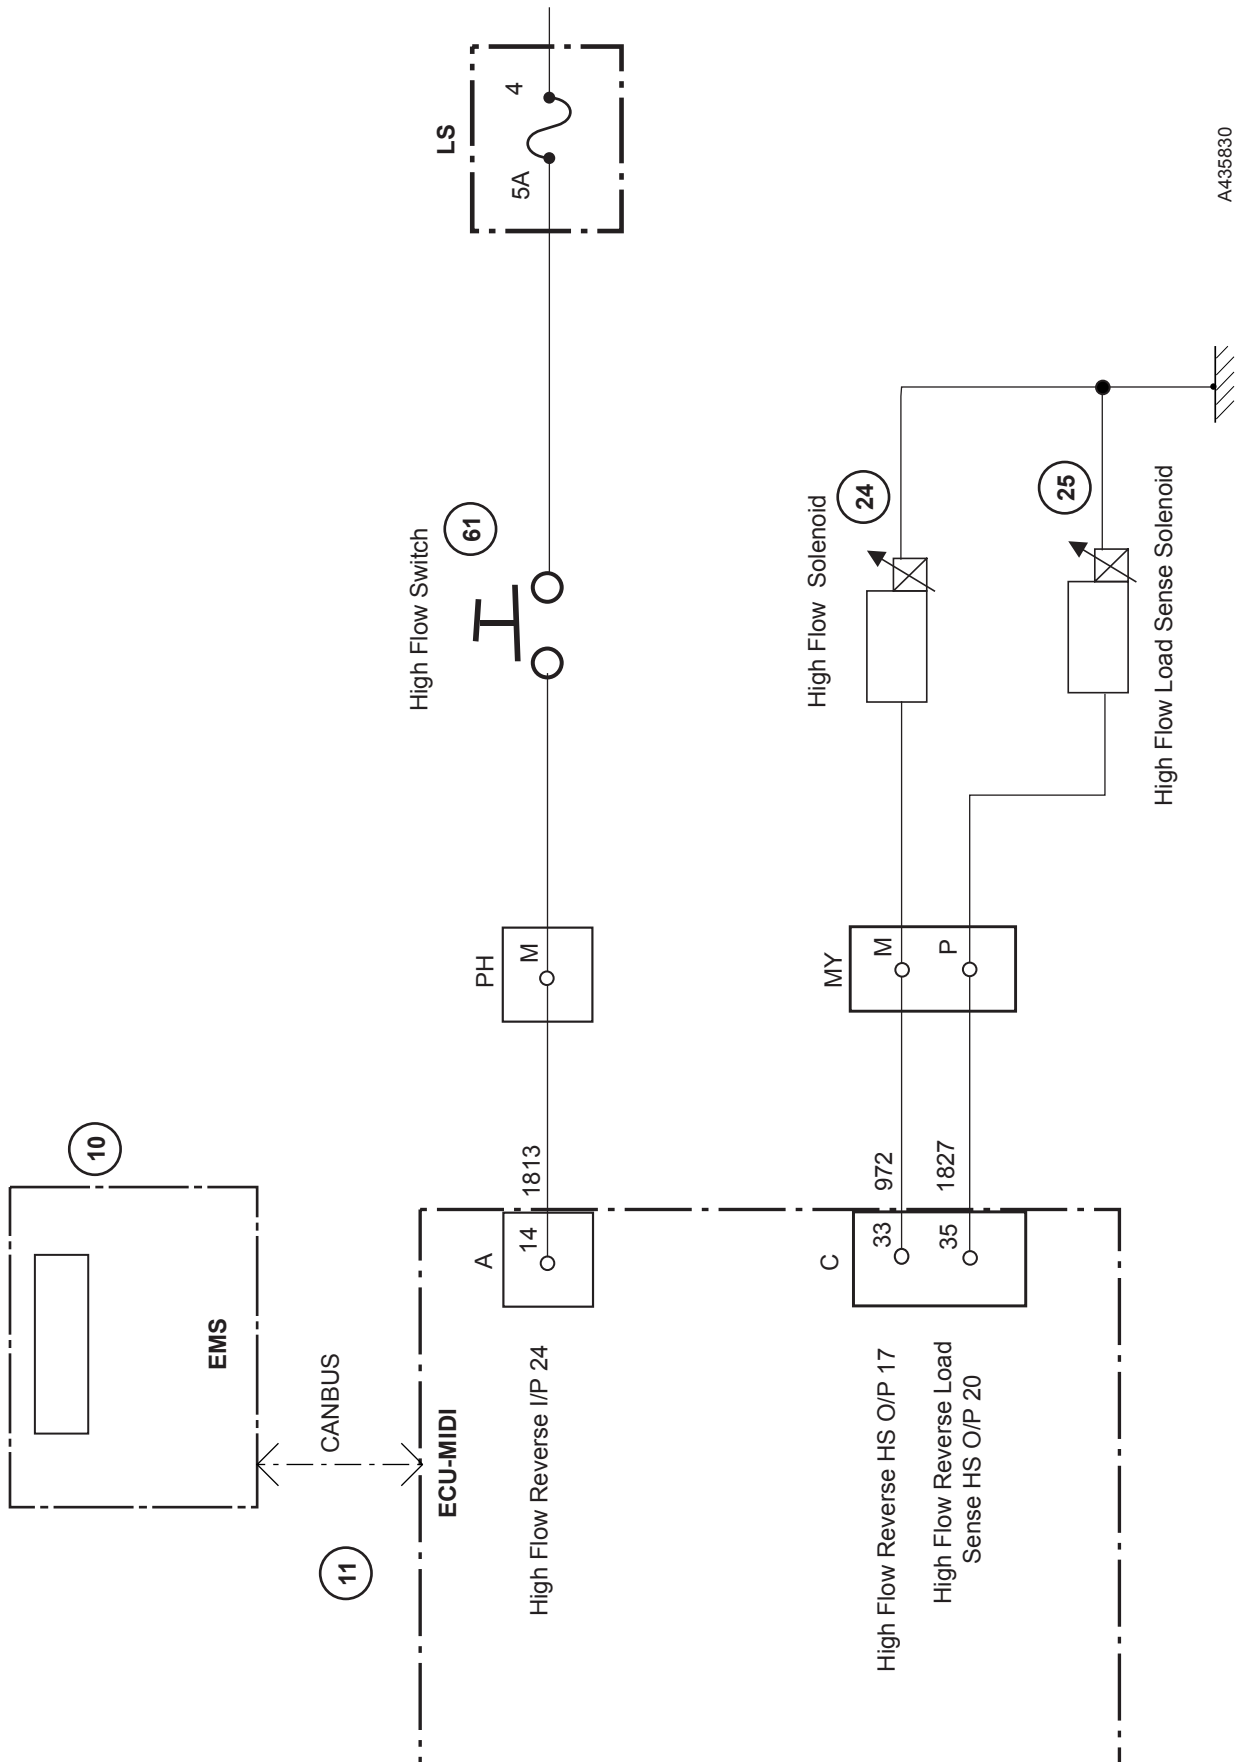 10
EMS
CANBUS
11
ECU-MIDI
LS
4
5A
High Flow Switch
61
PH
M
A
14
1813
High Flow Reverse I/P 24
High Flow  Solenoid
24
MY
M
P
C
33
972
35
1827
High Flow Reverse HS O/P 17
High Flow Reverse Load
Sense HS O/P 20
25
High Flow Load Sense Solenoid
A435830